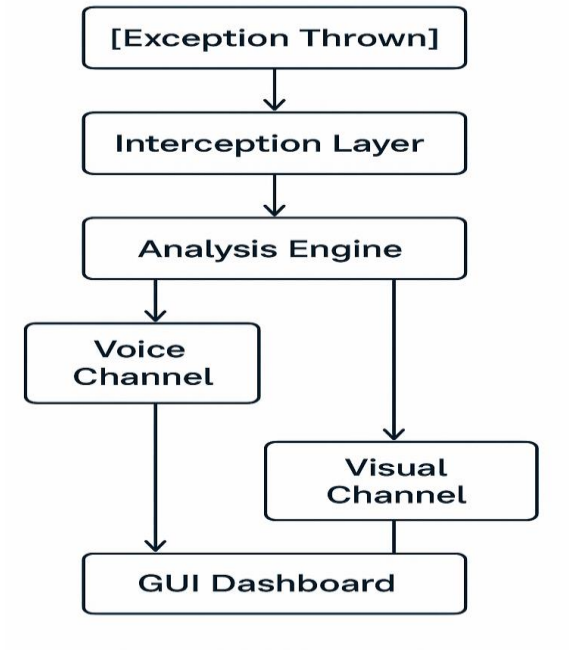 [Exception Thrown]
Interception Layer
Analysis Engine
Voice
Channel
Visual
Channel
GUI Dashboard